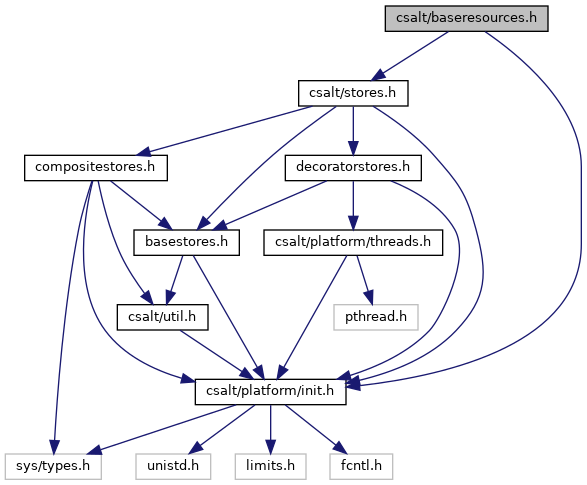 csalt/baseresources.h
csalt/stores.h
compositestores.h
decoratorstores.h
basestores.h
csalt/platform/threads.h
csalt/util.h
pthread.h
csalt/platform/init.h
sys/types.h
unistd.h
limits.h
fcntl.h